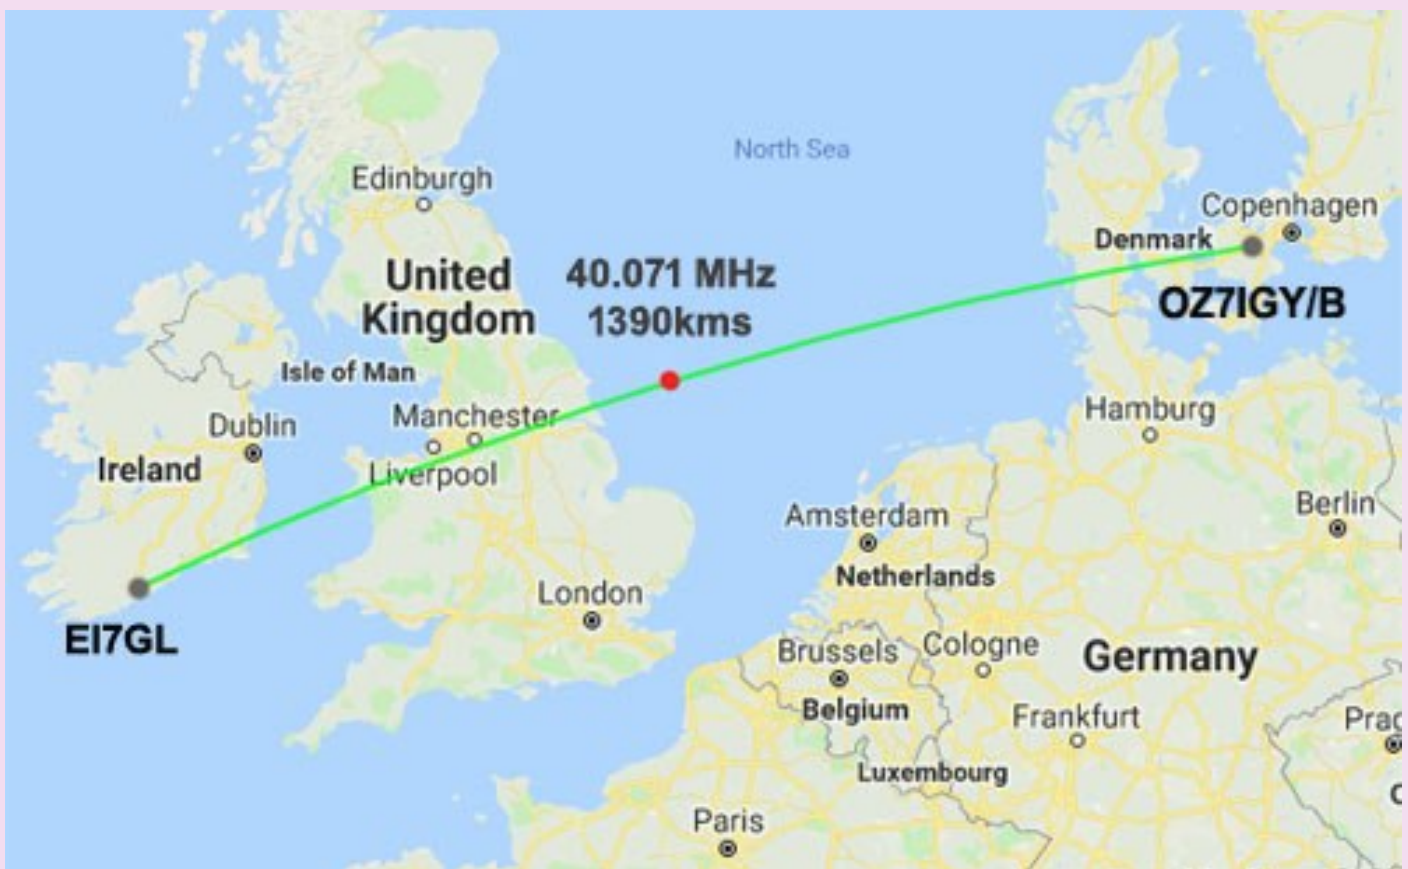 North Sea
Edinburgh
Copenhagen
Denmark
United
Kingdom
40.071 MHz
1390kms
OZ7IGY/B
Isle of Man
Manchester
Hamburg
Dublin
Ireland
Liverpool
Berlin
Amsterdam
Netherlands
London
EI7GL
Brussels
Cologne
Germany
Belgium
Frankfurt
Prag
Luxembourg
Paris